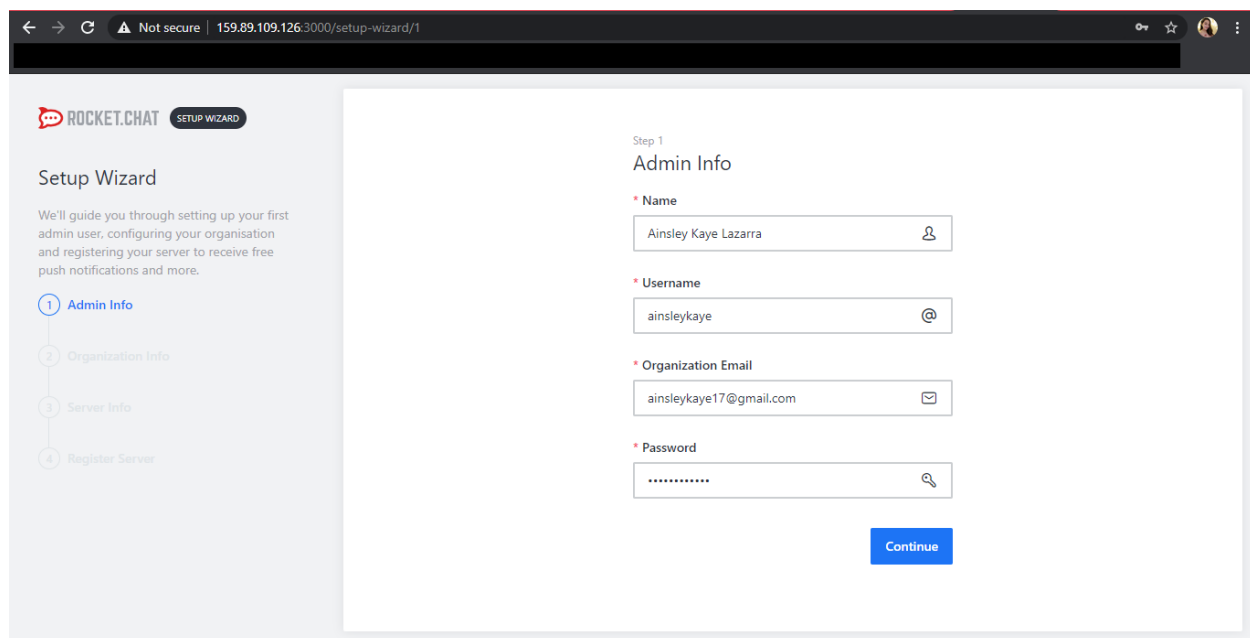 Not secure | 159.89.109.126:3000/setup-wizard/1
ROCKET.CHAT SETUP WIZARD
Setup Wizard
We'll guide you through setting up your first
admin user, configuring your organisation
and registering your server to receive free
push notifications and more.
1 Admin Info
2 Organization Info
3 Server Info
4 Register Server
Step 1
Admin Info
* Name
Ainsley Kaye Lazarra
* Username
ainsleykaye
@
* Organization Email
ainsleykaye17@gmail.com
* Password
••••••••••••
Continue